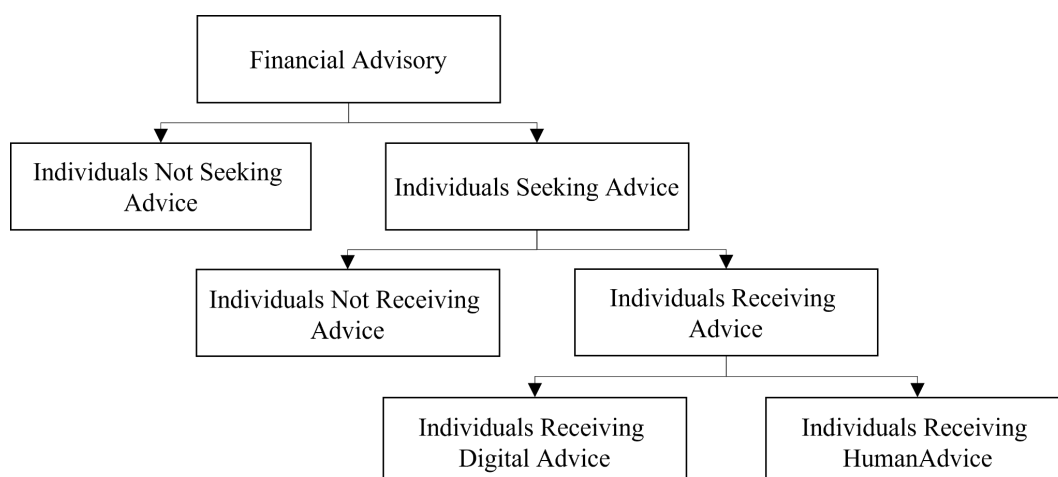 Financial Advisory
Individuals Not Seeking
Advice
Individuals Seeking Advice
Individuals Not Receiving
Advice
Individuals Receiving
Advice
Individuals Receiving
Digital Advice
Individuals Receiving
HumanAdvice